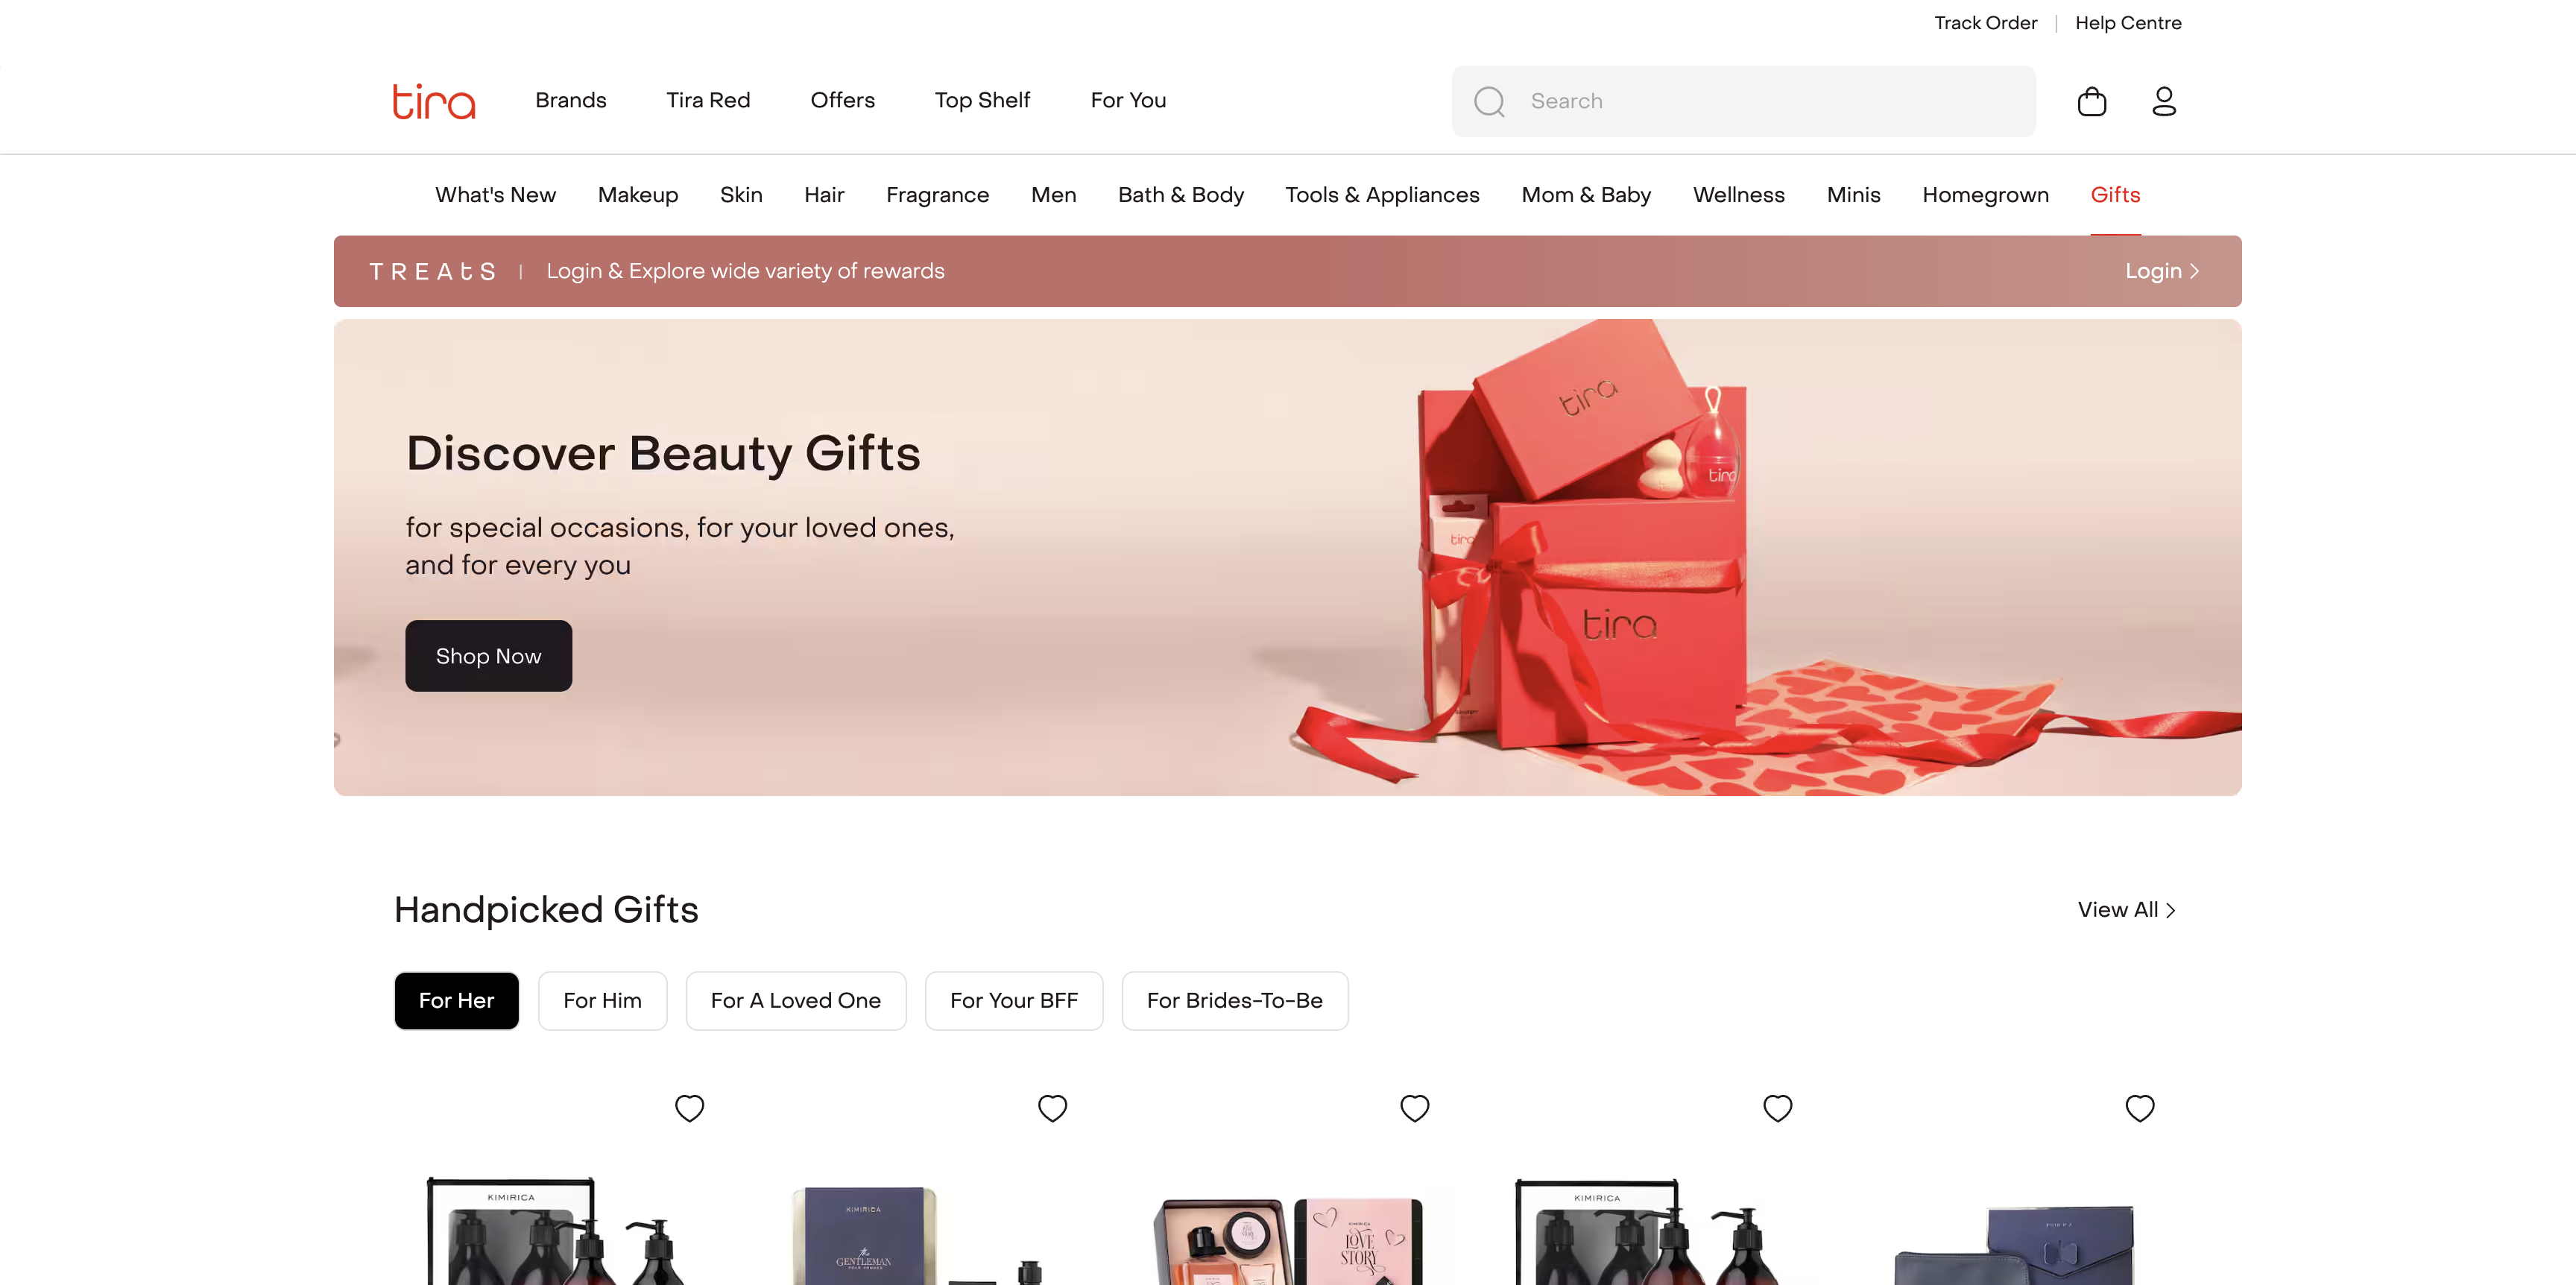 Track Order | Help Centre
tira
Brands
Tira Red
Offers
Top Shelf
For You
Search
What's New
Makeup
Skin
Hair
Fragrance
Men
Bath & Body
Tools & Appliances
Mom & Baby
Wellness
Minis
Homegrown
Gifts
TREAtS | Login & Explore wide variety of rewards
Login
Discover Beauty Gifts
for special occasions, for your loved ones,
and for every you
Shop Now
tira
tira
tira
tira
Handpicked Gifts
View All
For Her
For Him
For A Loved One
For Your BFF
For Brides-To-Be
KIMIRICA
KIMIRICA
the
GENTLEMAN
KIMIRICA
LOVE
STORY
KIMIRICA